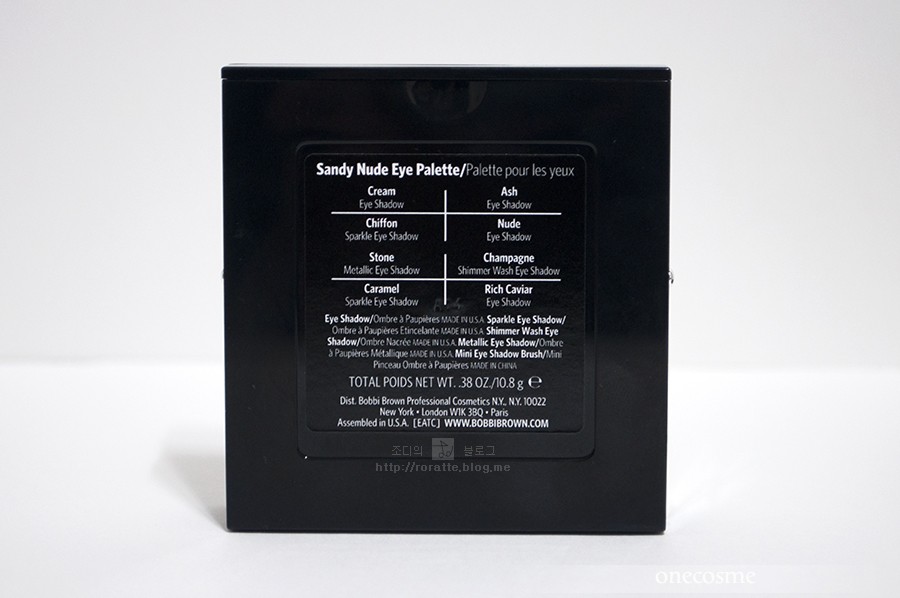 Sandy Nude Eye Palette/Palette pour les yeux
Cream
Eye Shadow
Ash
Eye Shadow
Chiffon
Sparkle Eye Shadow
Nude
Eye Shadow
Stone
Metallic Eye Shadow
Champagne
Shimmer Wash Eye Shadow
Caramel
Sparkle Eye Shadow
Rich Caviar
Eye Shadow
Eye Shadow/Ombre à Paupières MADE IN U.S.A. Sparkle Eye Shadow/
Ombre à Paupières Etincelante MADE IN U.S.A. Shimmer Wash Eye
Shadow/Ombre Nacrée MADE IN U.S.A. Metallic Eye Shadow/Ombre
à Paupières Métallique MADE IN U.S.A. Mini Eye Shadow Brush/Mini
Pinceau Ombre à Paupières MADE IN CHINA
TOTAL POIDS NET WT. .38 OZ./10.8 g ℮
Dist. Bobbi Brown Professional Cosmetics N.Y., N.Y. 10022
New York • London W1K 3BQ • Paris
Assembled in U.S.A. [EATC] WWW.BOBBIBROWN.COM
조디의 블로그
http://roratte.blog.me
onecosme